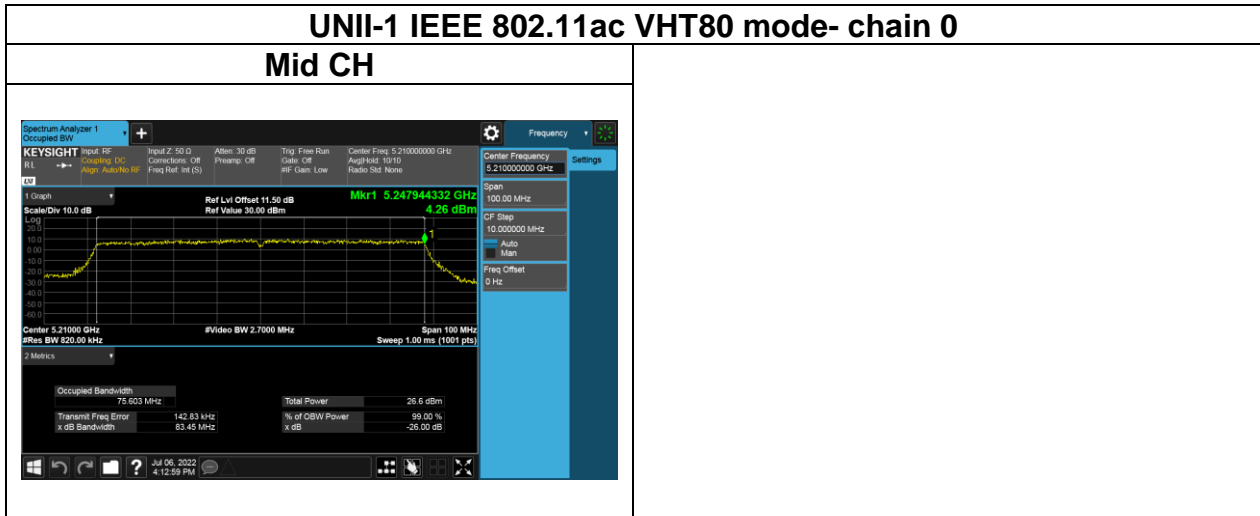 UNII-1 IEEE 802.11ac VHT80 mode- chain 0
Mid CH
Spectrum Analyzer 1
Occupied BW
Frequency
KEYSIGHT
RL
LXI
Input: RF
Coupling: DC
Align: Auto/No RF
Input Z: 50 Ω
Corrections: Off
Freq Ref: Int (S)
Atten: 30 dB
Preamp: Off
Trig: Free Run
Gate: Off
#IF Gain: Low
Center Freq: 5.210000000 GHz
Avg|Hold: 10/10
Radio Std: None
Center Frequency
5.210000000 GHz
Settings
Span
100.00 MHz
CF Step
10.000000 MHz
Auto
Man
Freq Offset
0 Hz
1 Graph
Scale/Div 10.0 dB
Ref Lvl Offset 11.50 dB
Ref Value 30.00 dBm
Mkr1 5.247944332 GHz
4.26 dBm
Log
20.0
10.0
0.00
-10.0
-20.0
-30.0
-40.0
-50.0
-60.0
1
Center 5.21000 GHz
#Video BW 2.7000 MHz
Span 100 MHz
#Res BW 820.00 kHz
Sweep 1.00 ms (1001 pts)
2 Metrics
Occupied Bandwidth
75.603 MHz
Total Power 26.6 dBm
Transmit Freq Error 142.83 kHz
% of OBW Power 99.00 %
x dB Bandwidth 83.45 MHz
x dB -26.00 dB
?
Jul 06, 2022
4:12:59 PM